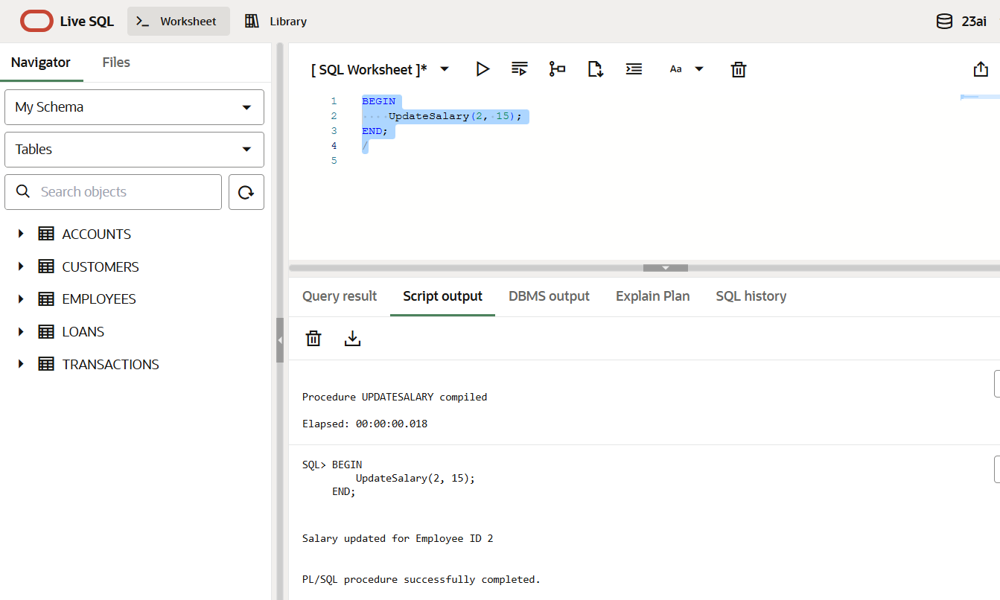 Live SQL
Worksheet
Library
23ai
Navigator
Files
My Schema
Tables
Search objects
ACCOUNTS
CUSTOMERS
EMPLOYEES
LOANS
TRANSACTIONS
[ SQL Worksheet ]*
Aa
1 BEGIN
2 ····UpdateSalary(2,·15);
3 END;
4 /
5
Query result
Script output
DBMS output
Explain Plan
SQL history
Procedure UPDATESALARY compiled
Elapsed: 00:00:00.018
SQL> BEGIN
UpdateSalary(2, 15);
END;
Salary updated for Employee ID 2
PL/SQL procedure successfully completed.